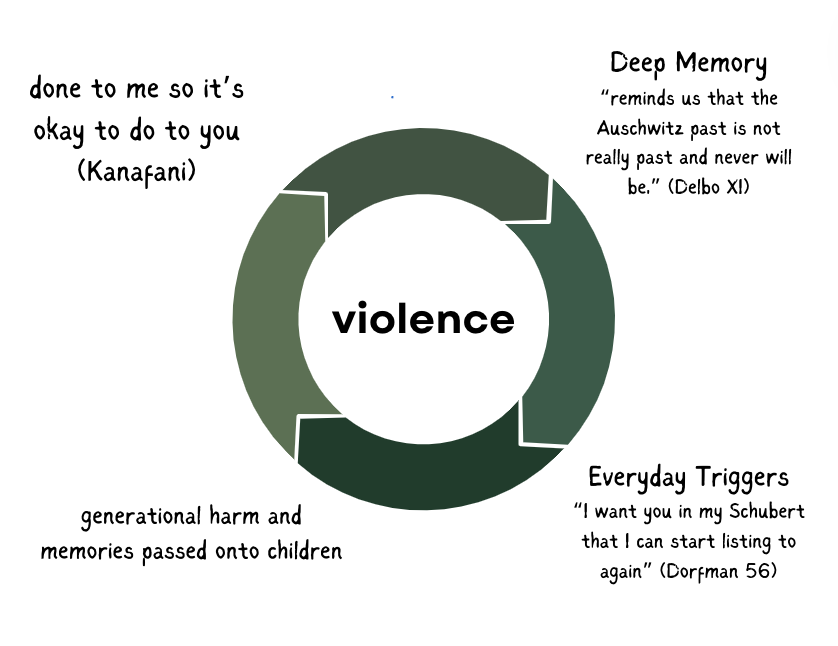 done to me so it's
okay to do to you
(Kanafani)
Deep Memory
"reminds us that the
Auschwitz past is not
really past and never will
be." (Delbo XI)
violence
generational harm and
memories passed onto children
Everyday Triggers
"I want you in my Schubert
that I can start listing to
again" (Dorfman 56)